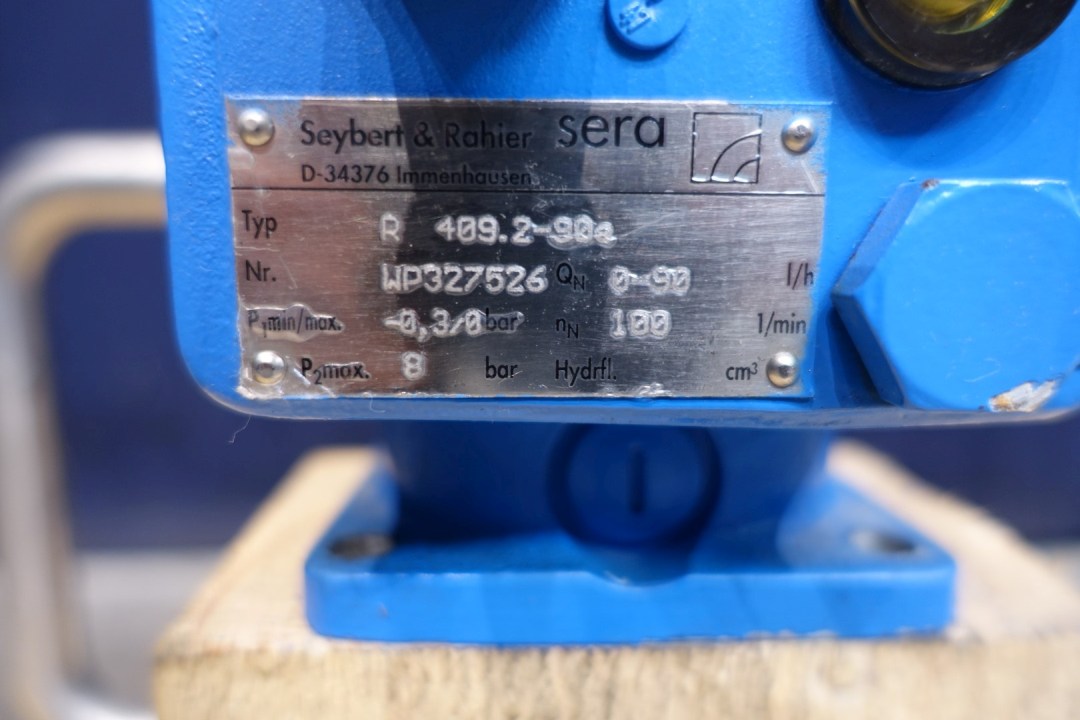 Seybert & Rahier sera
D-34376 Immenhausen
Typ R 409.2-90e
Nr. WP327526 QN 0-90 l/h
P1min/max. -0,3/0 bar nN 100 1/min
P2max. 8 bar Hydrfl. cm³